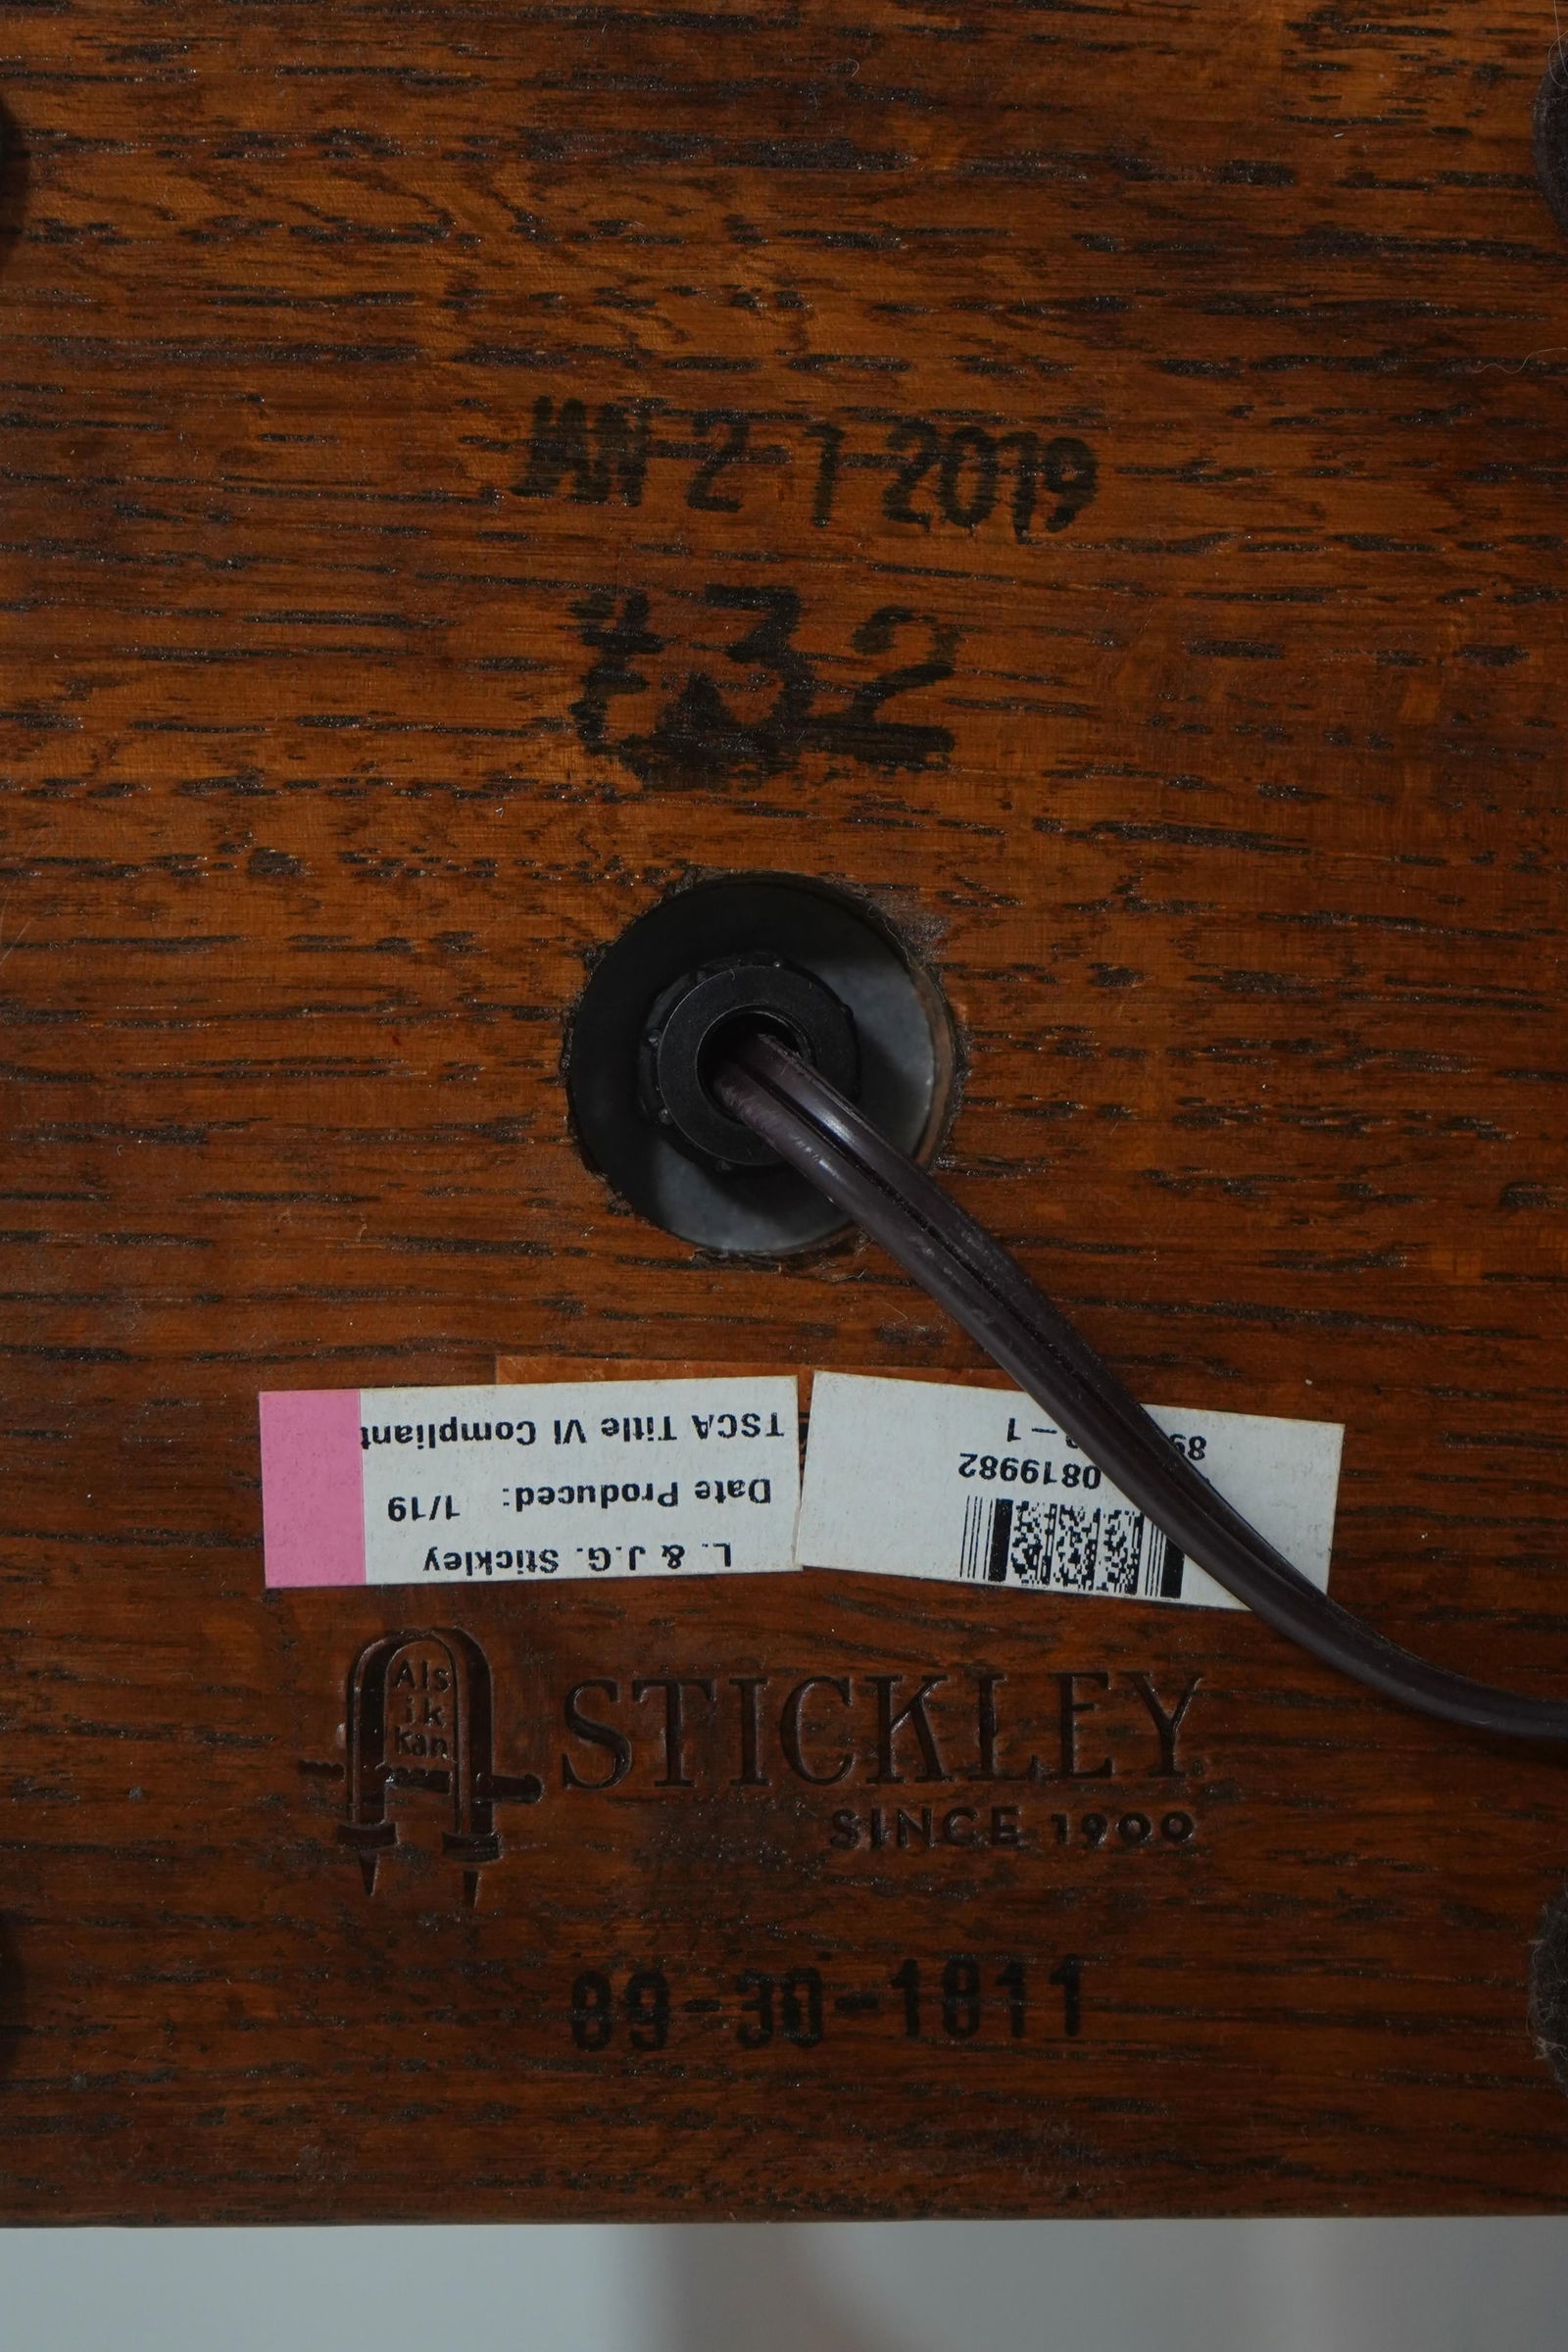 JAN 2 1 2019
t32
L. & J.G. Stickley
Date Produced: 1/19
TSCA Title VI Compliant
0819982
Als
ik
kan
STICKLEY
SINCE 1900
89-30-1811